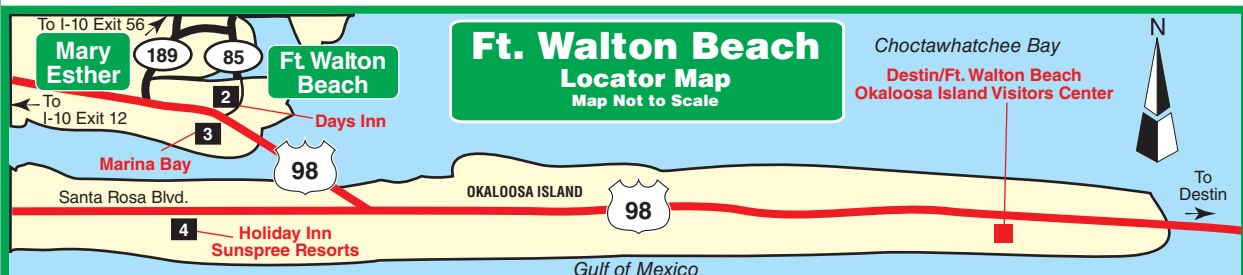 To I-10 Exit 56
Mary
Esther
189
85
Ft. Walton
Beach
Ft. Walton Beach
Locator Map
Map Not to Scale
Choctawhatchee Bay
N
Destin/Ft. Walton Beach
Okaloosa Island Visitors Center
To
I-10 Exit 12
2
Days Inn
3
Marina Bay
98
Santa Rosa Blvd.
OKALOOSA ISLAND
98
To
Destin
4
Holiday Inn
Sunspree Resorts
Gulf of Mexico